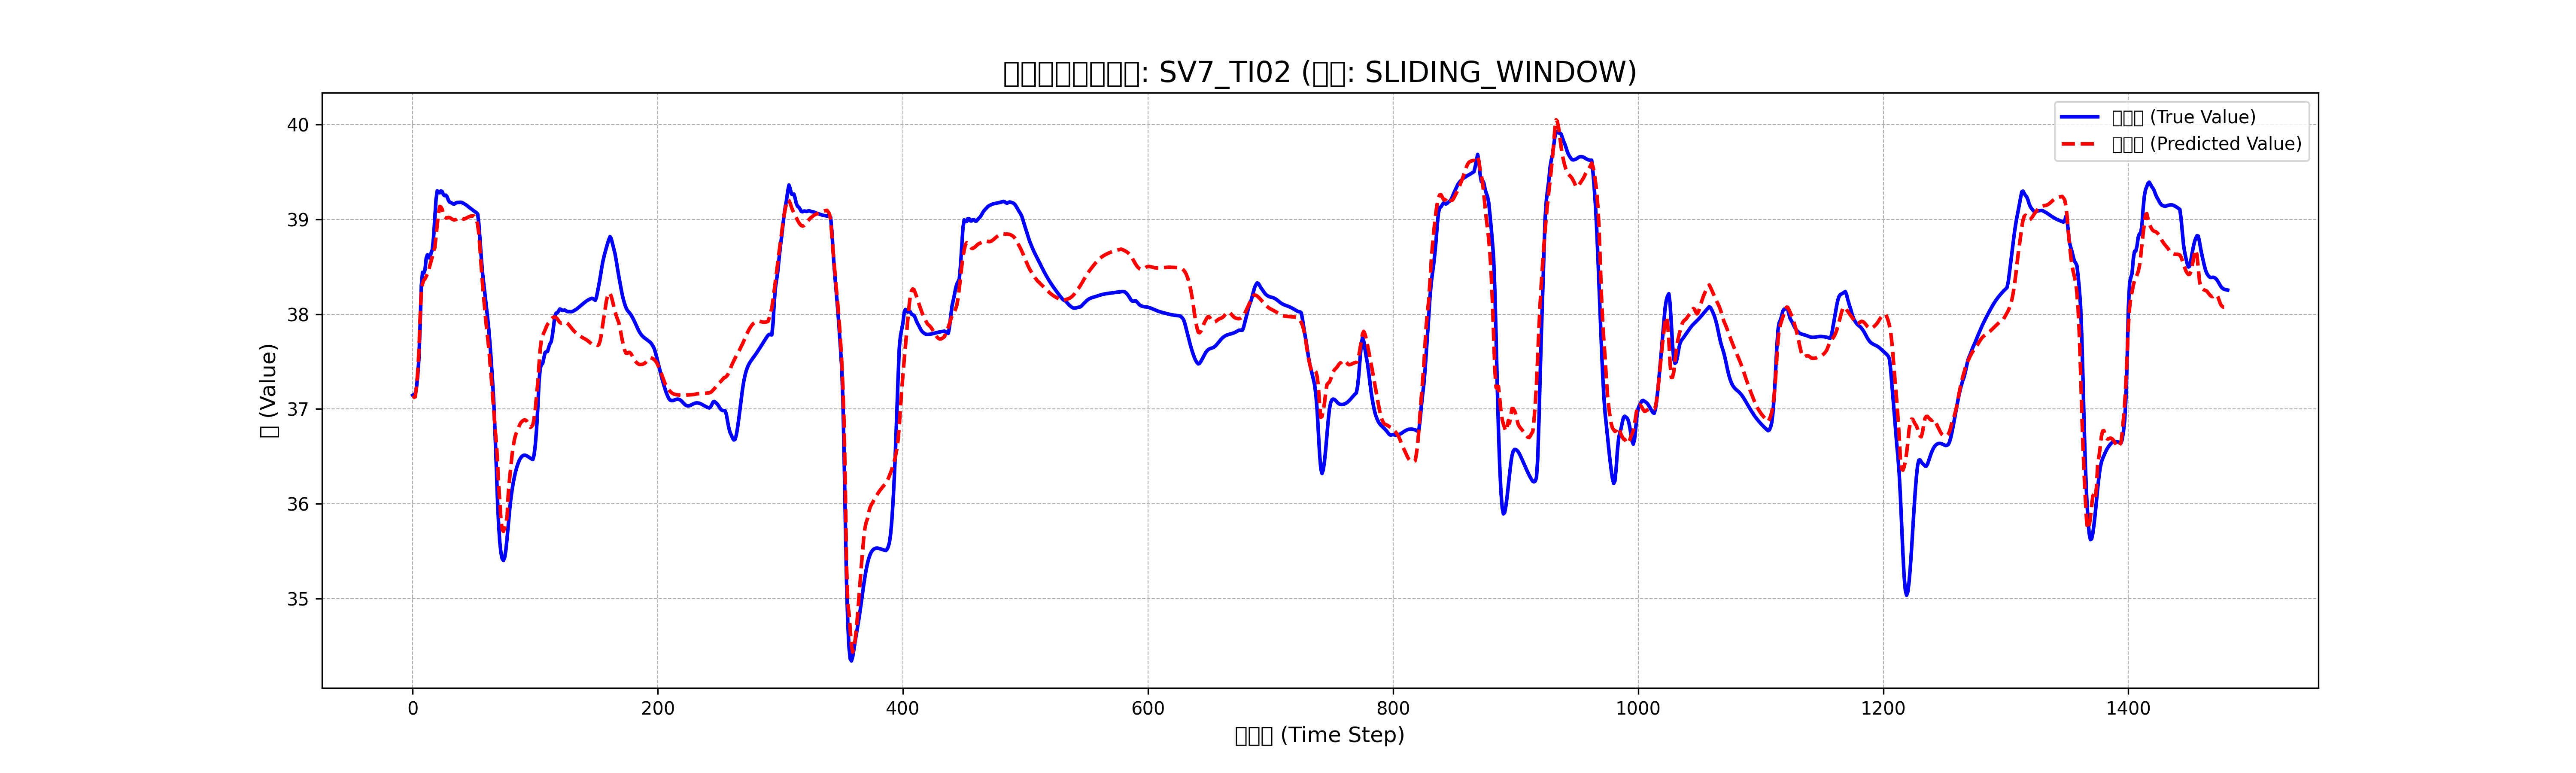 : SV7_TI02 (: SLIDING_WINDOW)
(True Value)
(Predicted Value)
40
39
38
37
36
35
(Value)
0 200 400 600 800 1000 1200 1400
(Time Step)